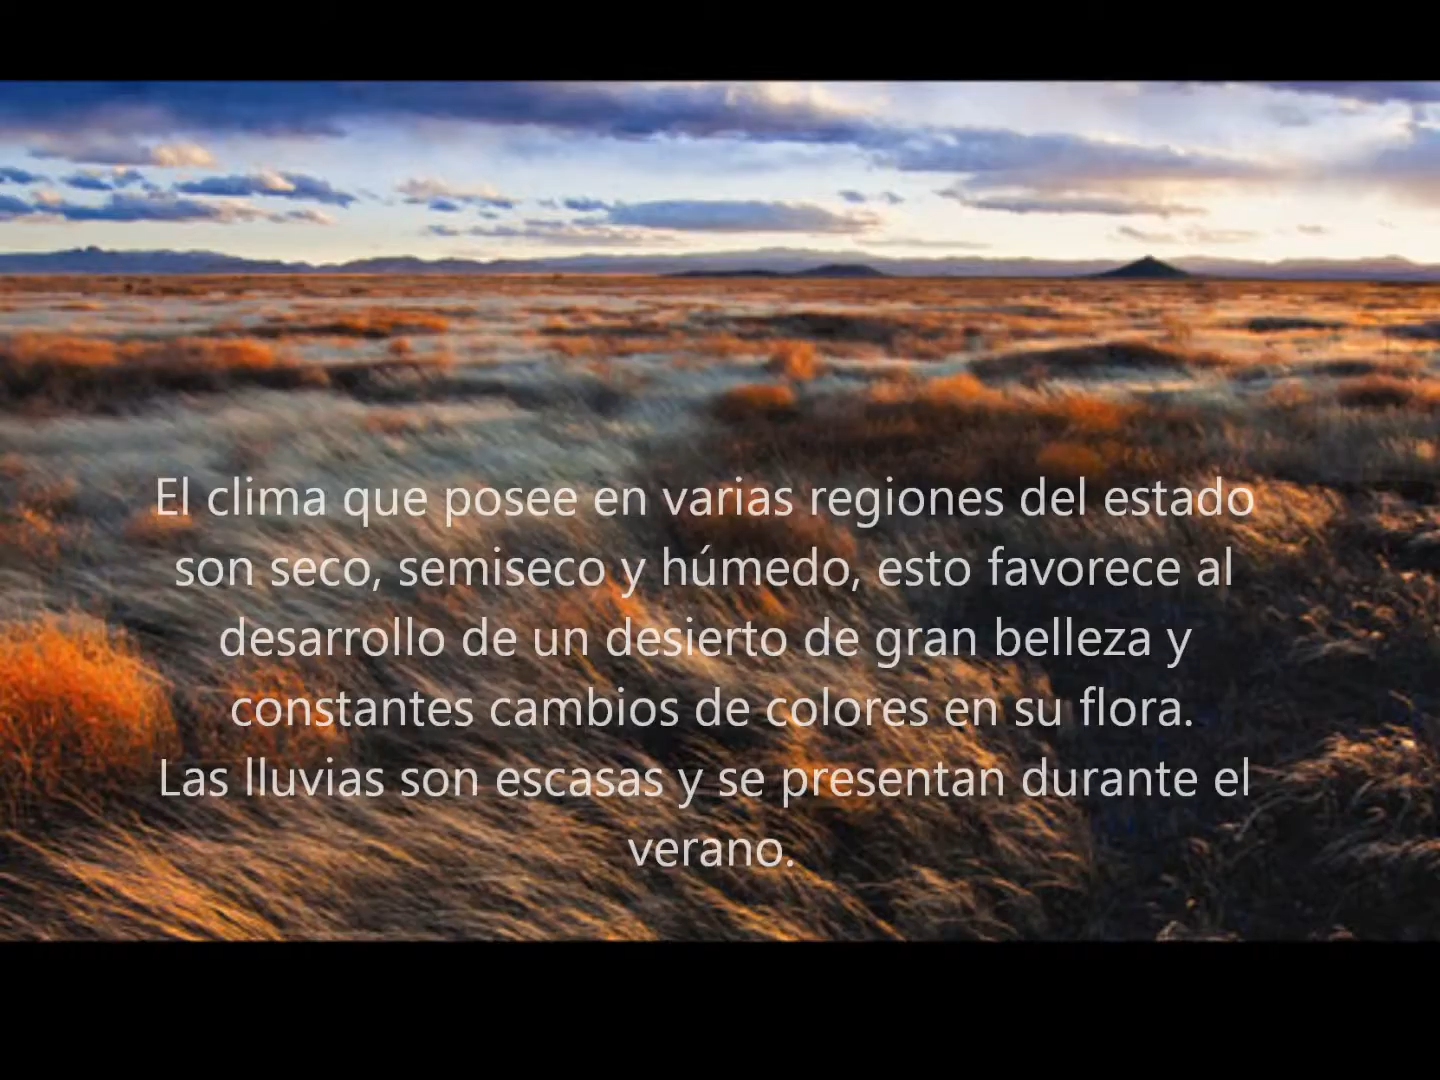 El clima que posee en varias regiones del estado
son seco, semiseco y húmedo, esto favorece al
desarrollo de un desierto de gran belleza y
constantes cambios de colores en su flora.
Las lluvias son escasas y se presentan durante el
verano.